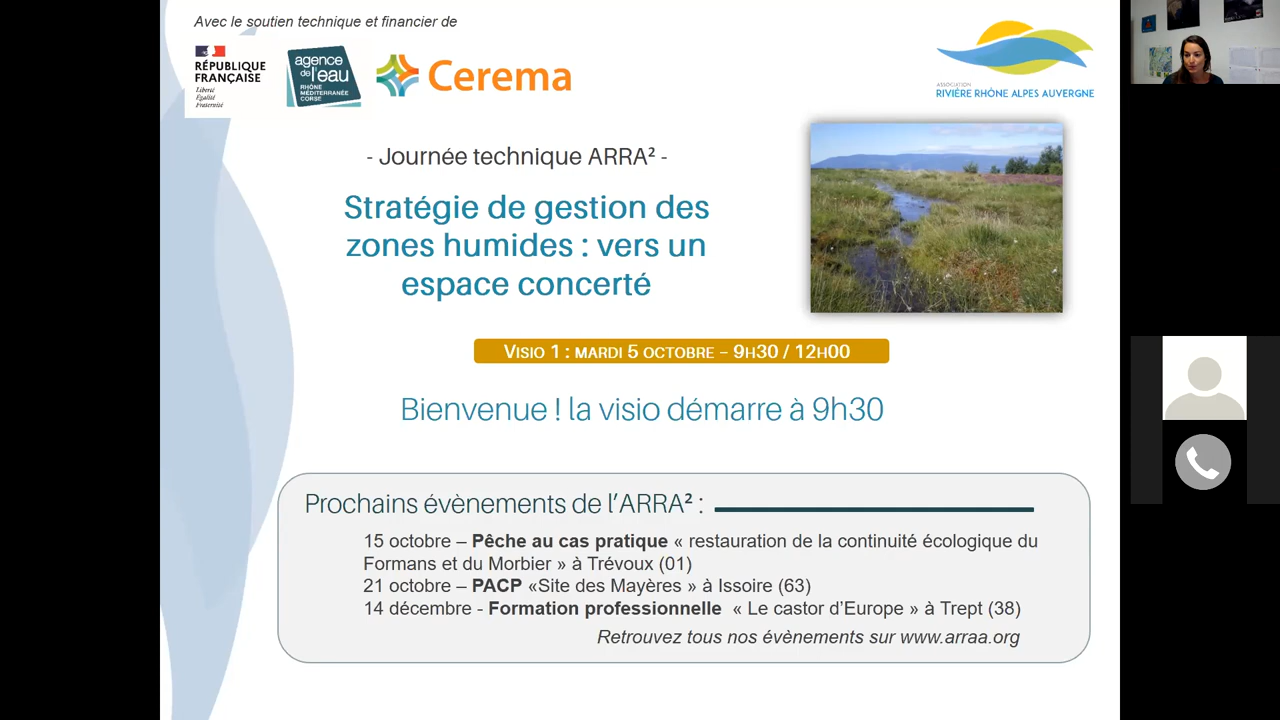 Avec le soutien technique et financier de
RÉPUBLIQUE
FRANÇAISE
Liberté
Égalité
Fraternité
agence
de l'eau
RHÔNE
MÉDITERRANÉE
CORSE
Cerema
ASSOCIATION
RIVIÈRE RHÔNE ALPES AUVERGNE
- Journée technique ARRA² -
Stratégie de gestion des
zones humides : vers un
espace concerté
Visio 1 : mardi 5 octobre – 9h30 / 12h00
Bienvenue ! la visio démarre à 9h30
Prochains évènements de l'ARRA² :
15 octobre – Pêche au cas pratique « restauration de la continuité écologique du
Formans et du Morbier » à Trévoux (01)
21 octobre – PACP «Site des Mayères » à Issoire (63)
14 décembre - Formation professionnelle « Le castor d'Europe » à Trept (38)
Retrouvez tous nos évènements sur www.arraa.org